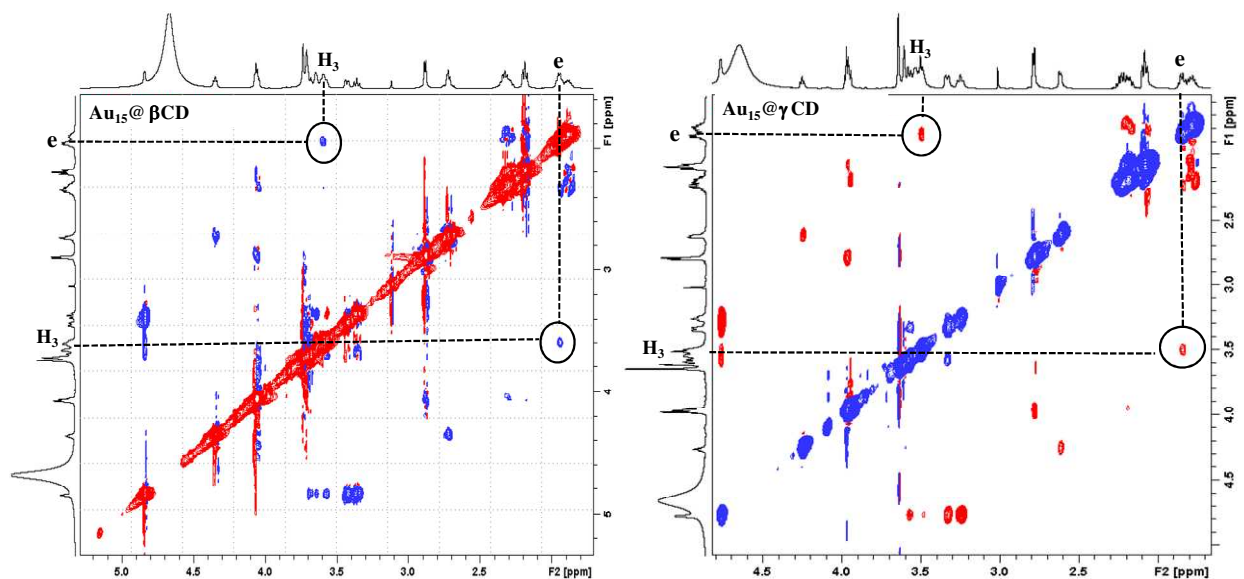 H3
e
Au15@ βCD
e
H3
F1 [ppm]
3
4
5
5.0 4.5 4.0 3.5 3.0 2.5 F2 [ppm]
H3
e
Au15@γ CD
e
H3
F1 [ppm]
2.5
3.0
3.5
4.0
4.5
4.5 4.0 3.5 3.0 2.5 F2 [ppm]